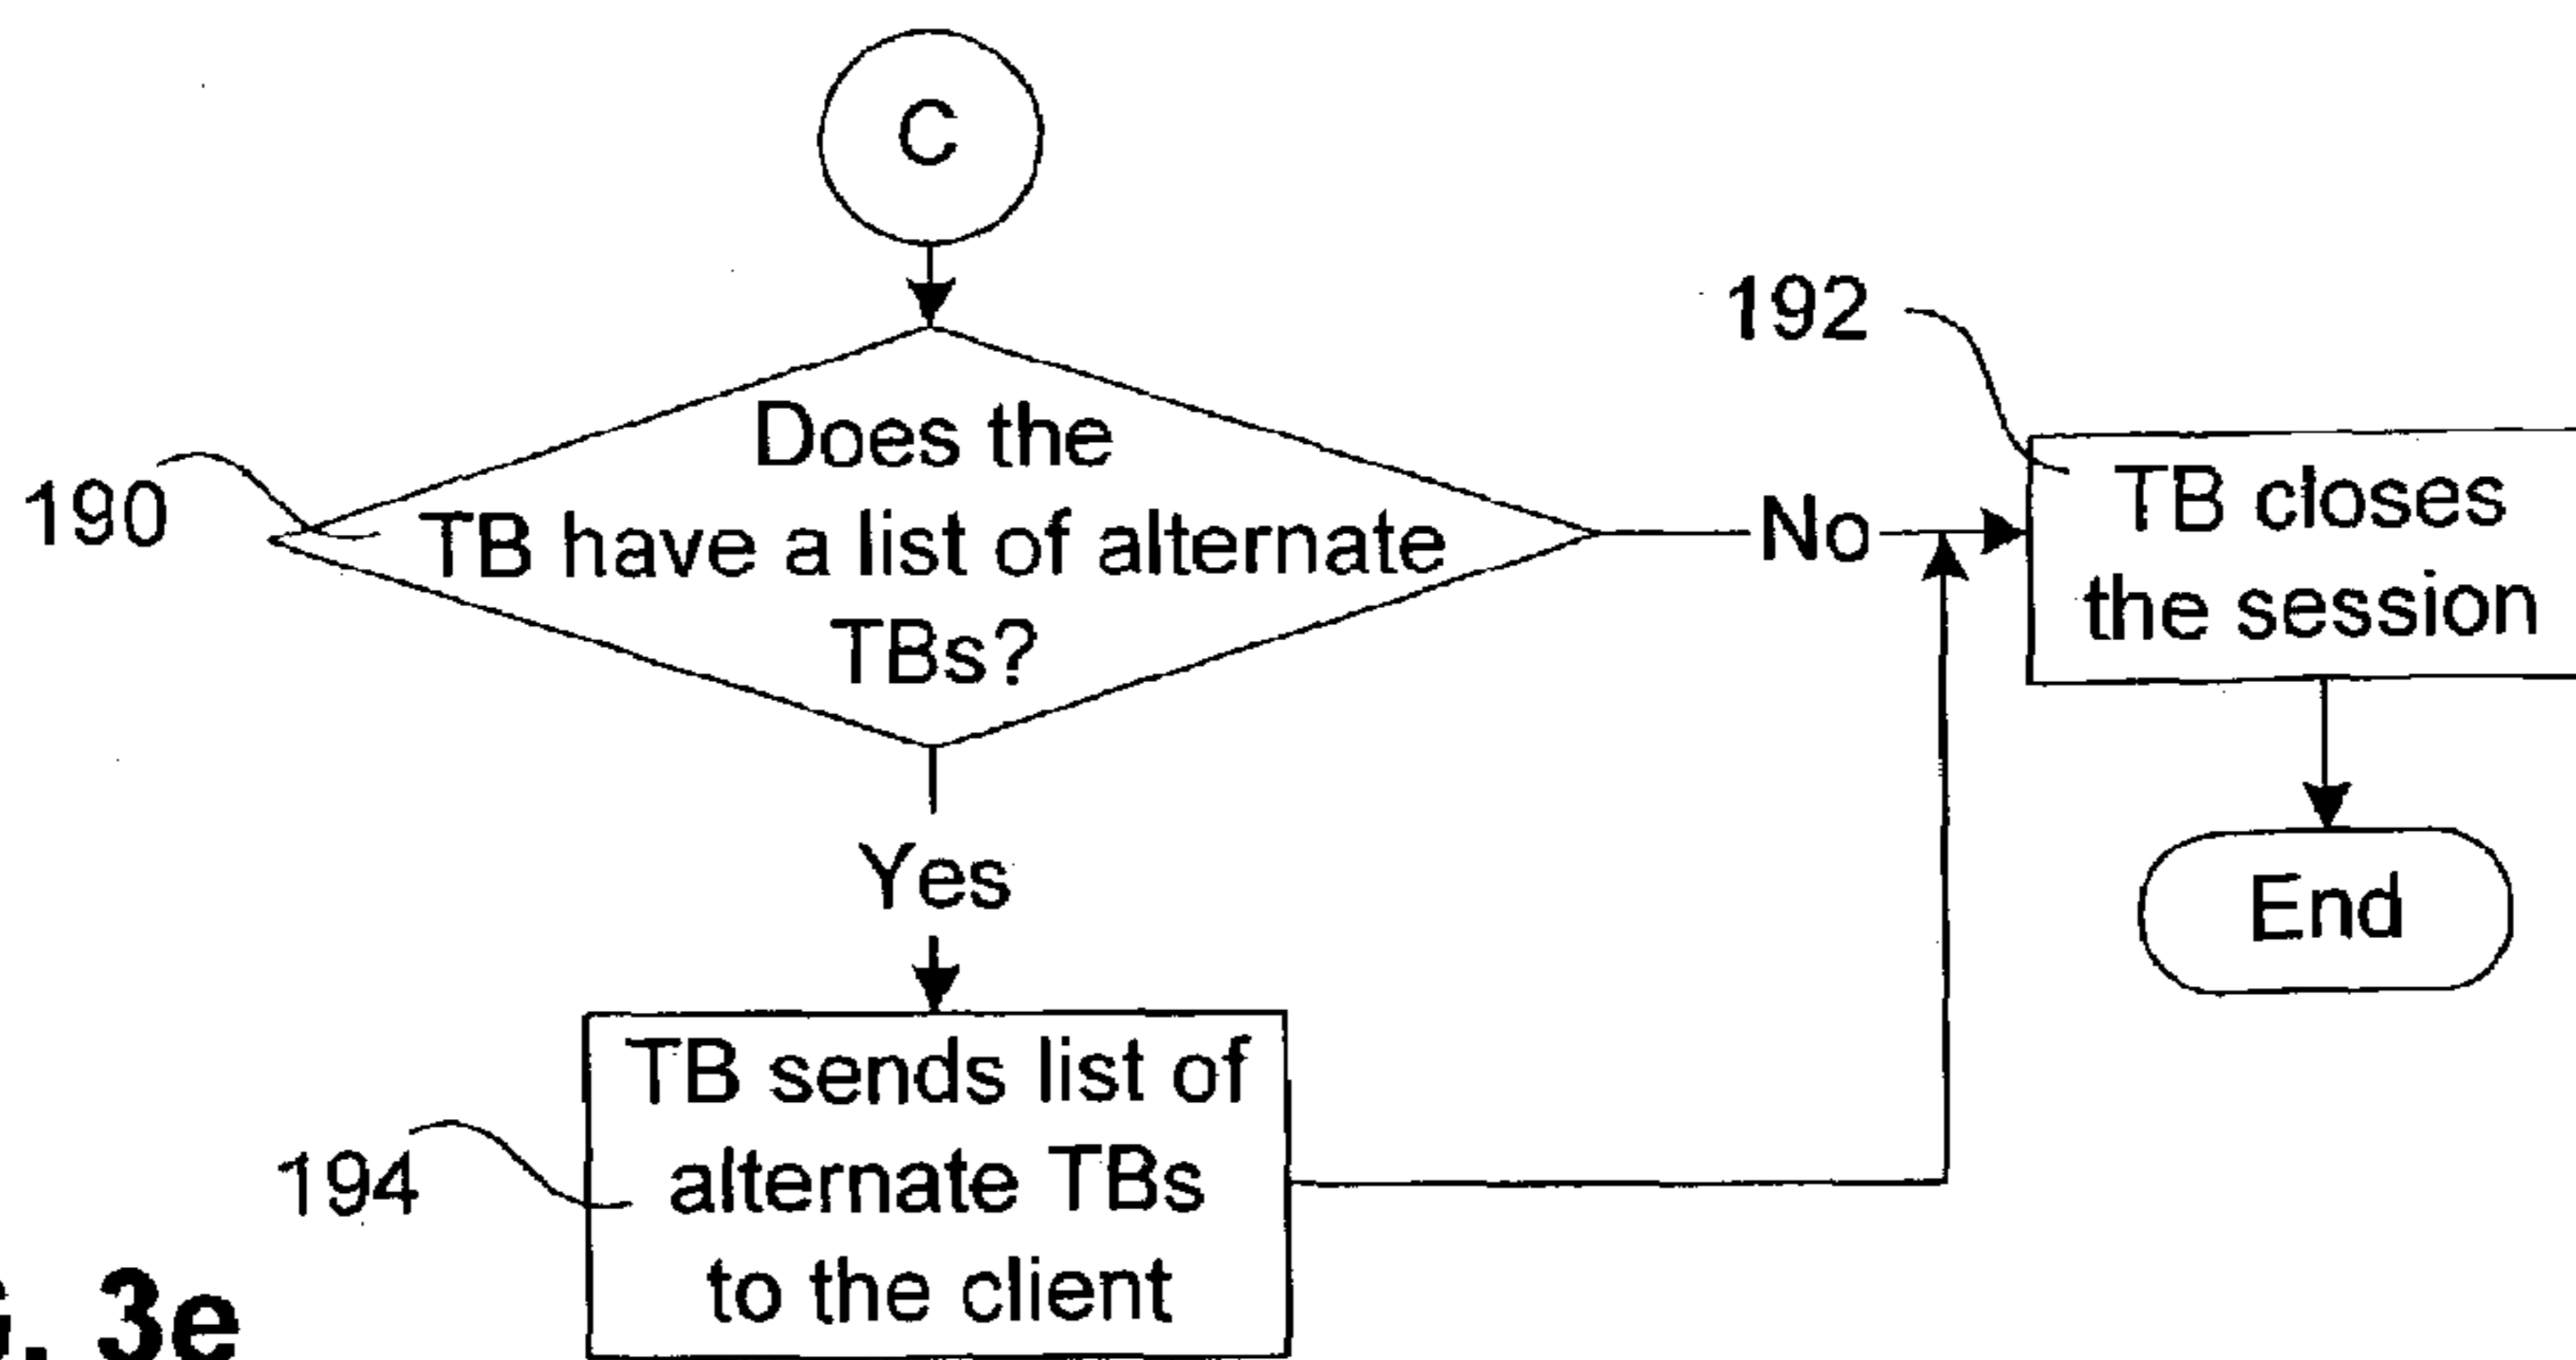 C
Does the
TB have a list of alternate
TBs?
190
No
192
TB closes
the session
End
Yes
TB sends list of
alternate TBs
to the client
194
3e